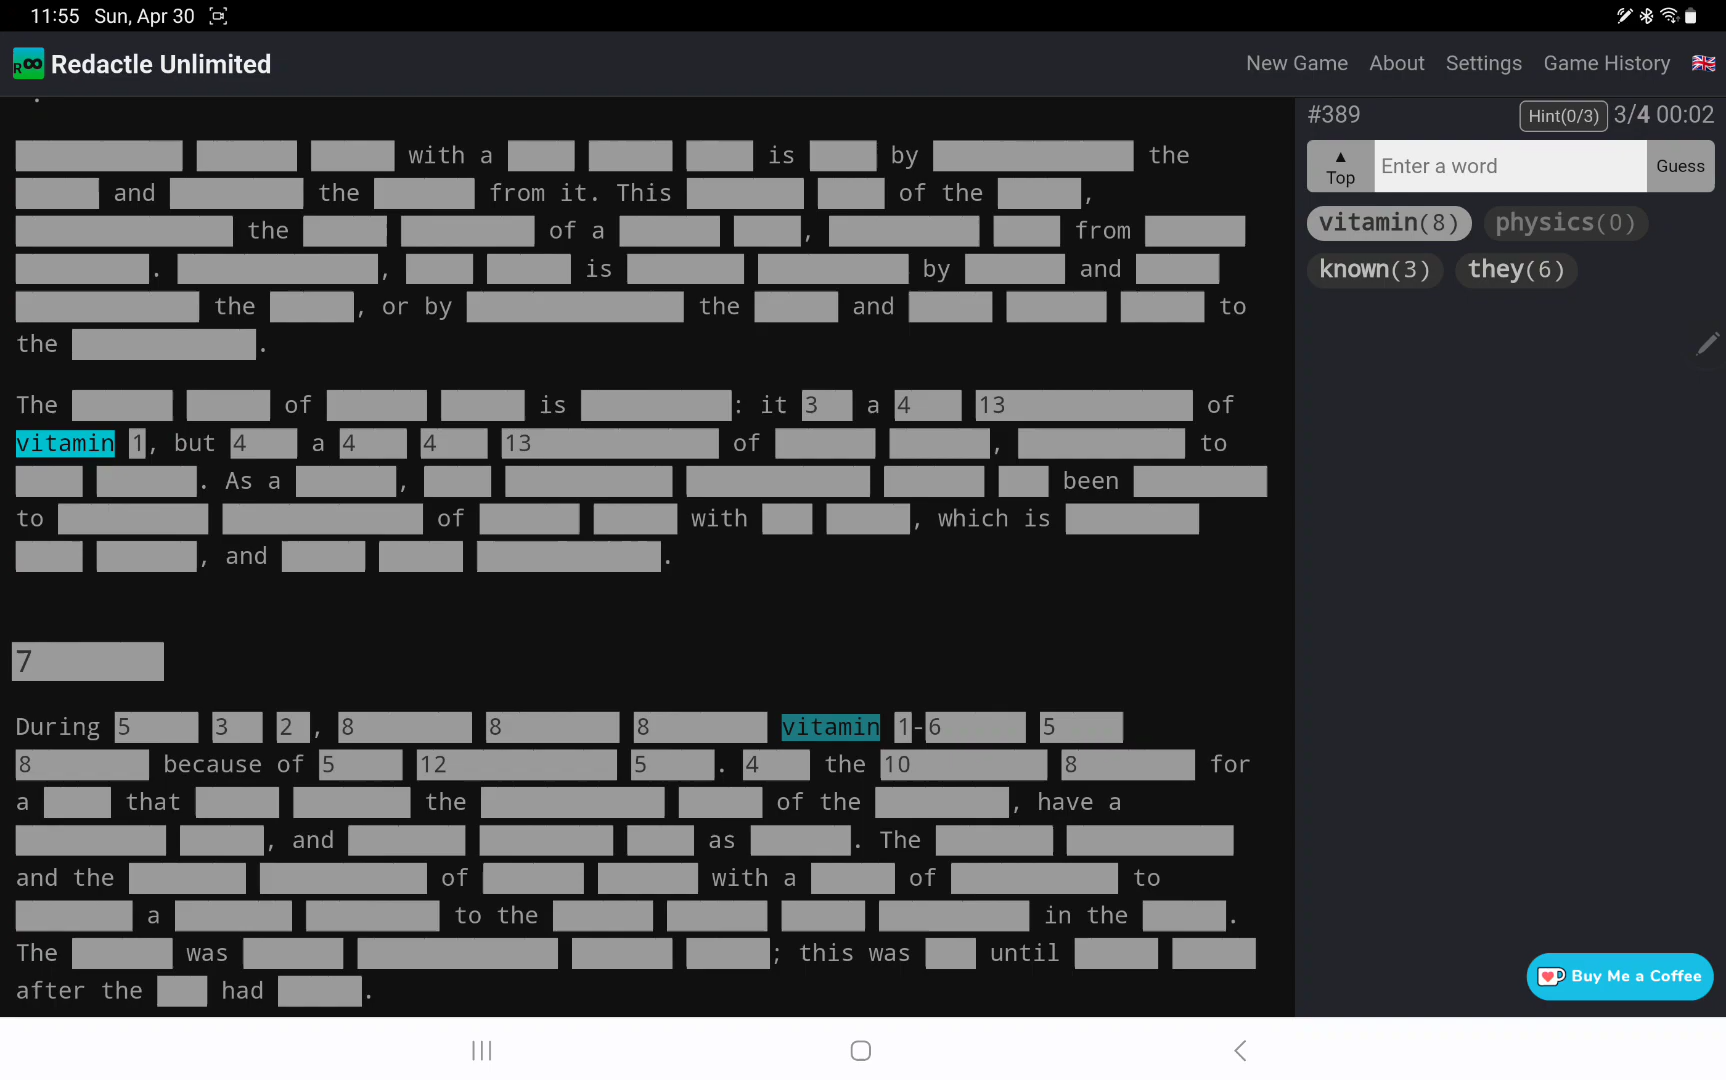 11:55 Sun, Apr 30
R∞ Redactle Unlimited
New Game About Settings Game History
#389 Hint(0/3) 3/4 00:02
▲ Top Enter a word Guess
vitamin(8) physics(0)
known(3) they(6)
with a is by the
and the from it. This of the ,
the of a , from
. , is by and
the , or by the and to
the .
The of is : it 3 a 4 13 of
vitamin 1, but 4 a 4 4 13 of , to
. As a , been
to of with , which is
, and .
7
During 5 3 2, 8 8 8 vitamin 1-6 5
8 because of 5 12 5. 4 the 10 8 for
a that the of the , have a
, and as . The
and the of with a of to
a to the in the .
The was ; this was until
after the had .
Buy Me a Coffee